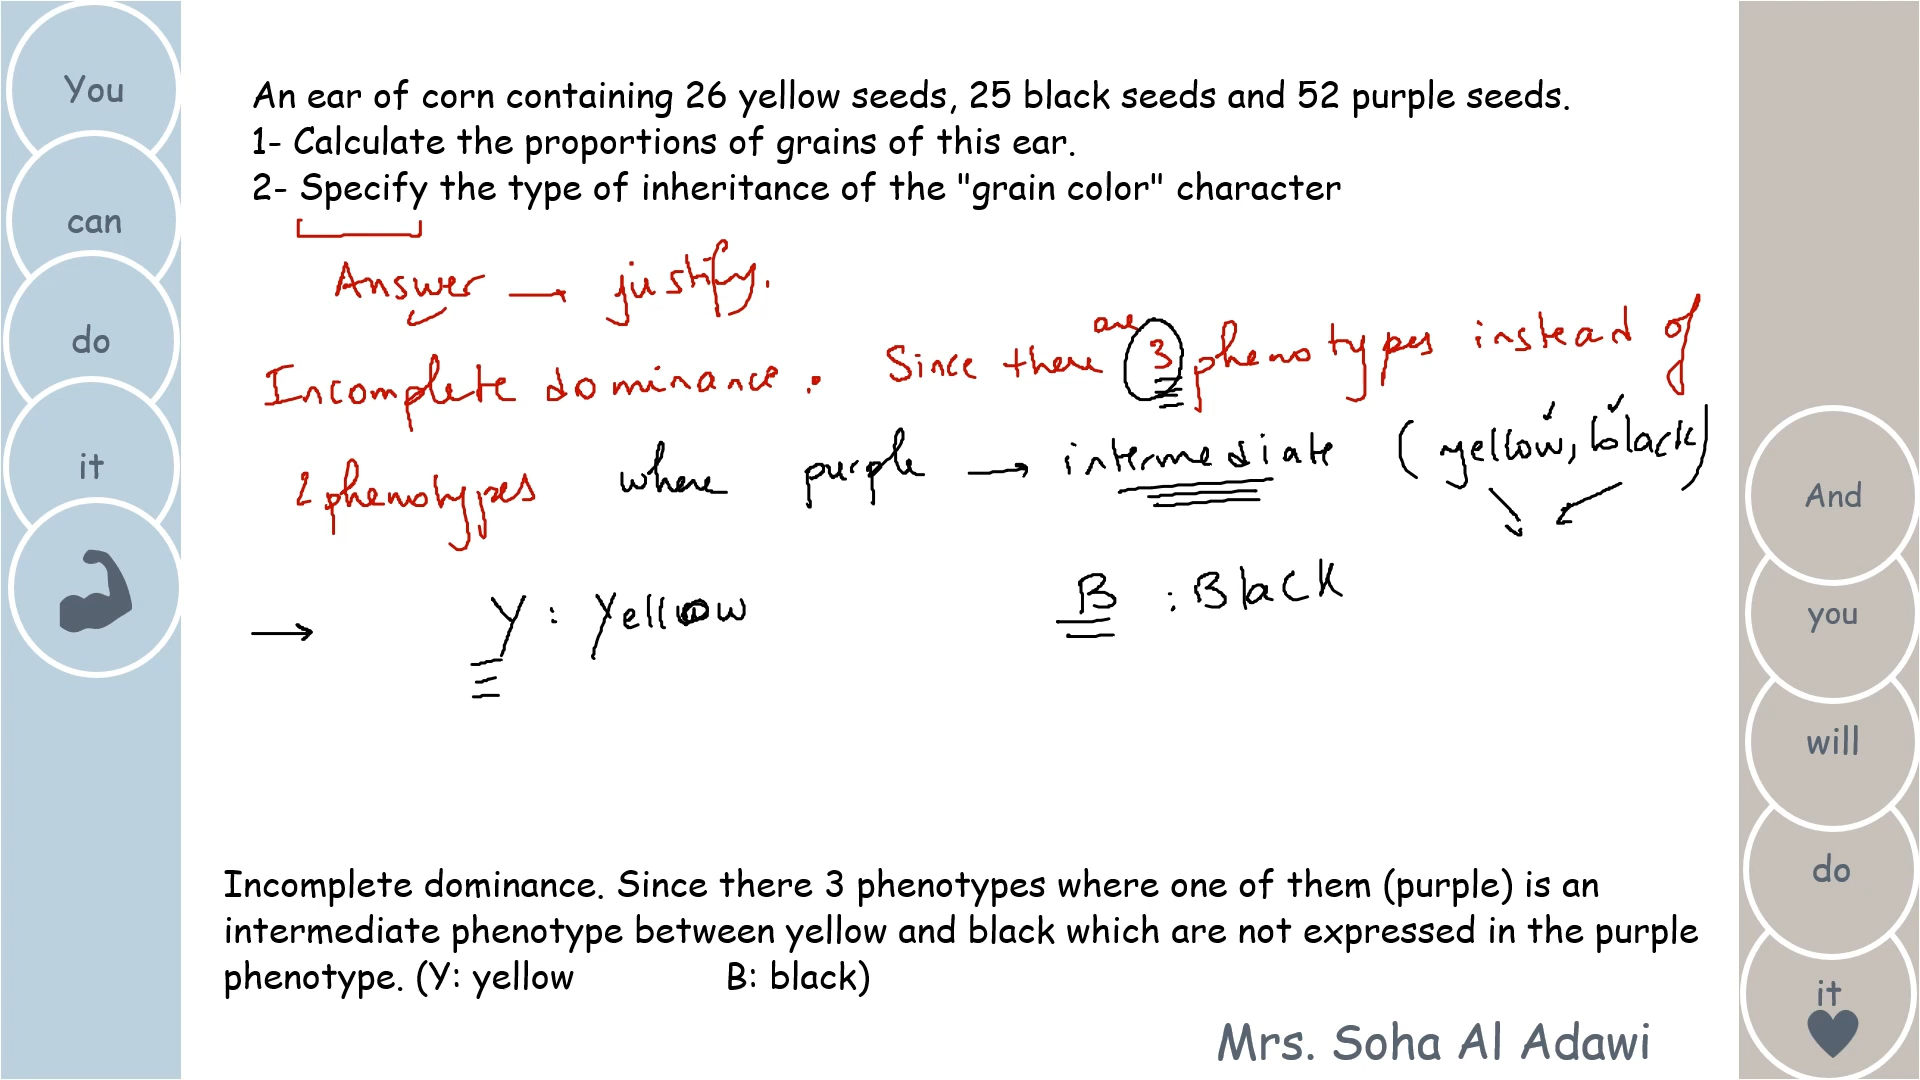 You
can
do
it
An ear of corn containing 26 yellow seeds, 25 black seeds and 52 purple seeds.
1- Calculate the proportions of grains of this ear.
2- Specify the type of inheritance of the "grain color" character
Answer → justify.
Incomplete dominance. Since there are 3 phenotypes instead of
2 phenotypes where purple → intermediate (yellow, black)
→ Y : Yellow B : Black
Incomplete dominance. Since there 3 phenotypes where one of them (purple) is an
intermediate phenotype between yellow and black which are not expressed in the purple
phenotype. (Y: yellow B: black)
Mrs. Soha Al Adawi
And
you
will
do
it